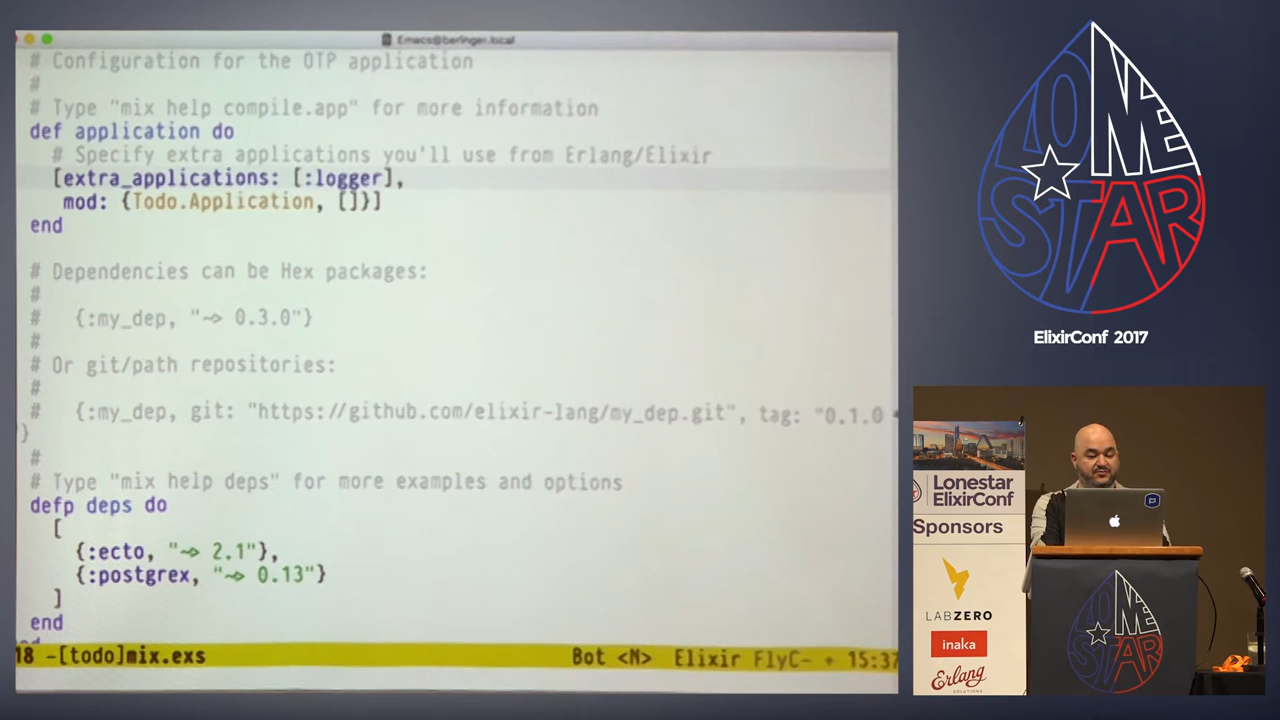 Emacs@beringer.local
# Configuration for the OTP application
#
# Type "mix help compile.app" for more information
def application do
# Specify extra applications you'll use from Erlang/Elixir
[extra_applications: [:logger],
mod: {Todo.Application, []}]
end
# Dependencies can be Hex packages:
#
# {:my_dep, "~> 0.3.0"}
#
# Or git/path repositories:
#
# {:my_dep, git: "https://github.com/elixir-lang/my_dep.git", tag: "0.1.0
}
#
# Type "mix help deps" for more examples and options
defp deps do
[
{:ecto, "~> 2.1"},
{:postgrex, "~> 0.13"}
]
end
18 -[todo]mix.exs Bot <N> Elixir FlyC- + 15:37
LONE
STAR
ElixirConf 2017
Lonestar
ElixirConf
Sponsors
LABZERO
inaka
Erlang
SOLUTIONS
LONE
STAR